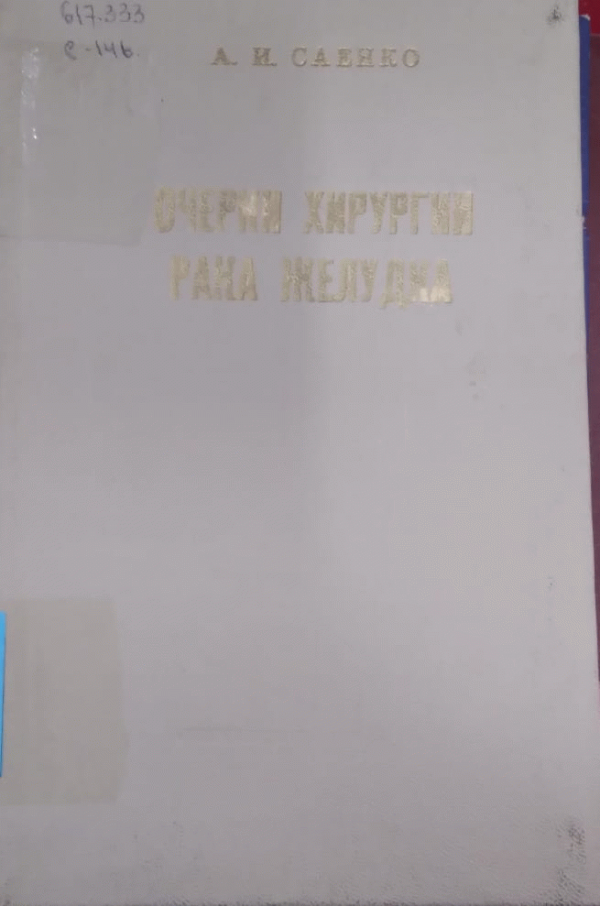 617.333
С-146.
А. И. САЕНКО
ОЧЕРКИ ХИРУРГИИ
РАКА ЖЕЛУДКА